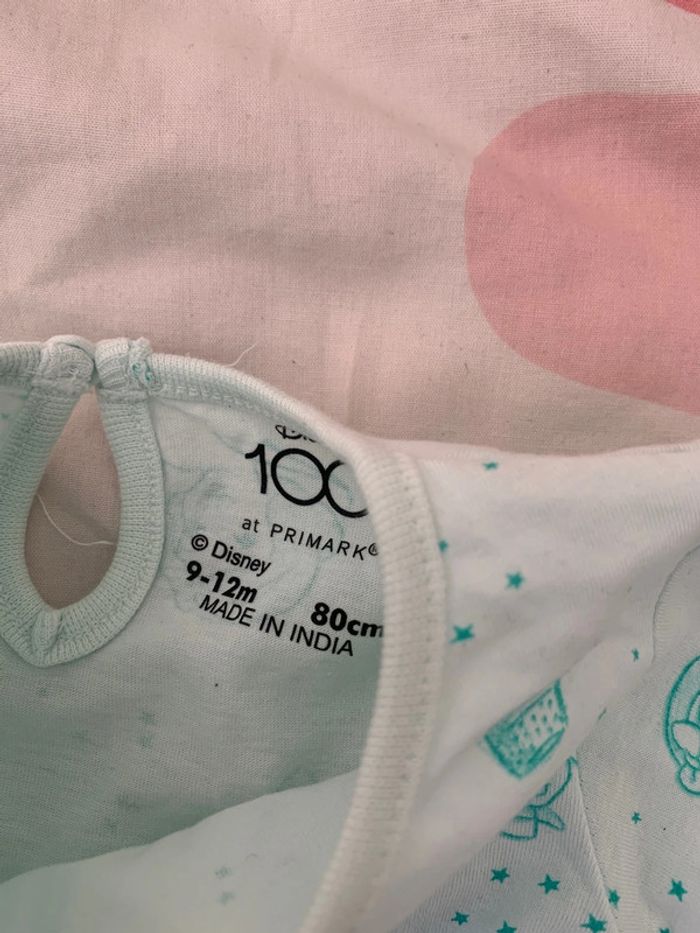 100
at PRIMARK®
© Disney
9-12m 80cm
MADE IN INDIA